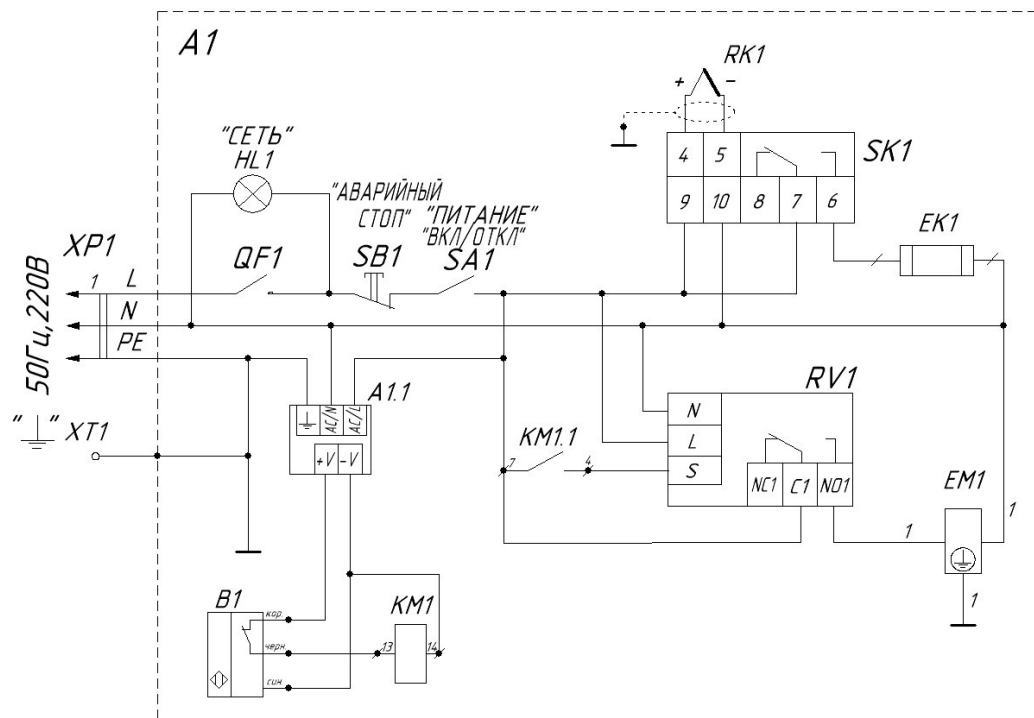 A1
RK1
+
-
"СЕТЬ"
HL1
4
5
SK1
9
10
8
7
6
"АВАРИЙНЫЙ
СТОП"
"ПИТАНИЕ"
"ВКЛ/ОТКЛ"
EK1
XP1
QF1
SB1
SA1
1
L
N
PE
50Гц,220В
A1.1
RV1
" "
XT1
AC/N
AC/L
+V
-V
KM1.1
7
4
N
L
S
NC1
C1
NO1
EM1
1
1
1
B1
кор.
черн
син
KM1
13
14